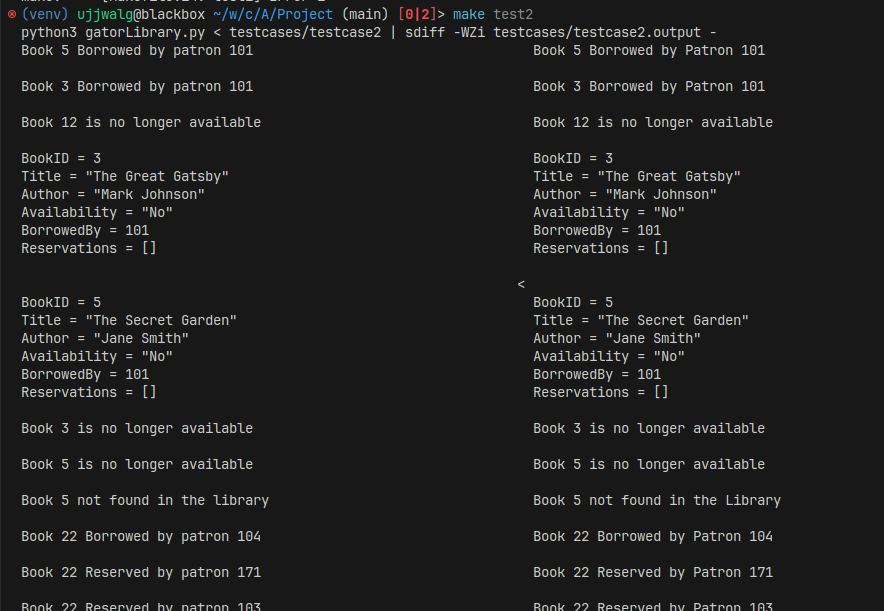 (venv) ujjwalg@blackbox ~/w/c/A/Project (main) [0|2]> make test2
python3 gatorLibrary.py < testcases/testcase2 | sdiff -WZi testcases/testcase2.output -
Book 5 Borrowed by patron 101 Book 5 Borrowed by Patron 101
Book 3 Borrowed by patron 101 Book 3 Borrowed by Patron 101
Book 12 is no longer available Book 12 is no longer available
BookID = 3 BookID = 3
Title = "The Great Gatsby" Title = "The Great Gatsby"
Author = "Mark Johnson" Author = "Mark Johnson"
Availability = "No" Availability = "No"
BorrowedBy = 101 BorrowedBy = 101
Reservations = [] Reservations = []
<
BookID = 5 BookID = 5
Title = "The Secret Garden" Title = "The Secret Garden"
Author = "Jane Smith" Author = "Jane Smith"
Availability = "No" Availability = "No"
BorrowedBy = 101 BorrowedBy = 101
Reservations = [] Reservations = []
Book 3 is no longer available Book 3 is no longer available
Book 5 is no longer available Book 5 is no longer available
Book 5 not found in the library Book 5 not found in the Library
Book 22 Borrowed by patron 104 Book 22 Borrowed by Patron 104
Book 22 Reserved by patron 171 Book 22 Reserved by Patron 171
Book 22 Reserved by patron 103 Book 22 Reserved by Patron 103